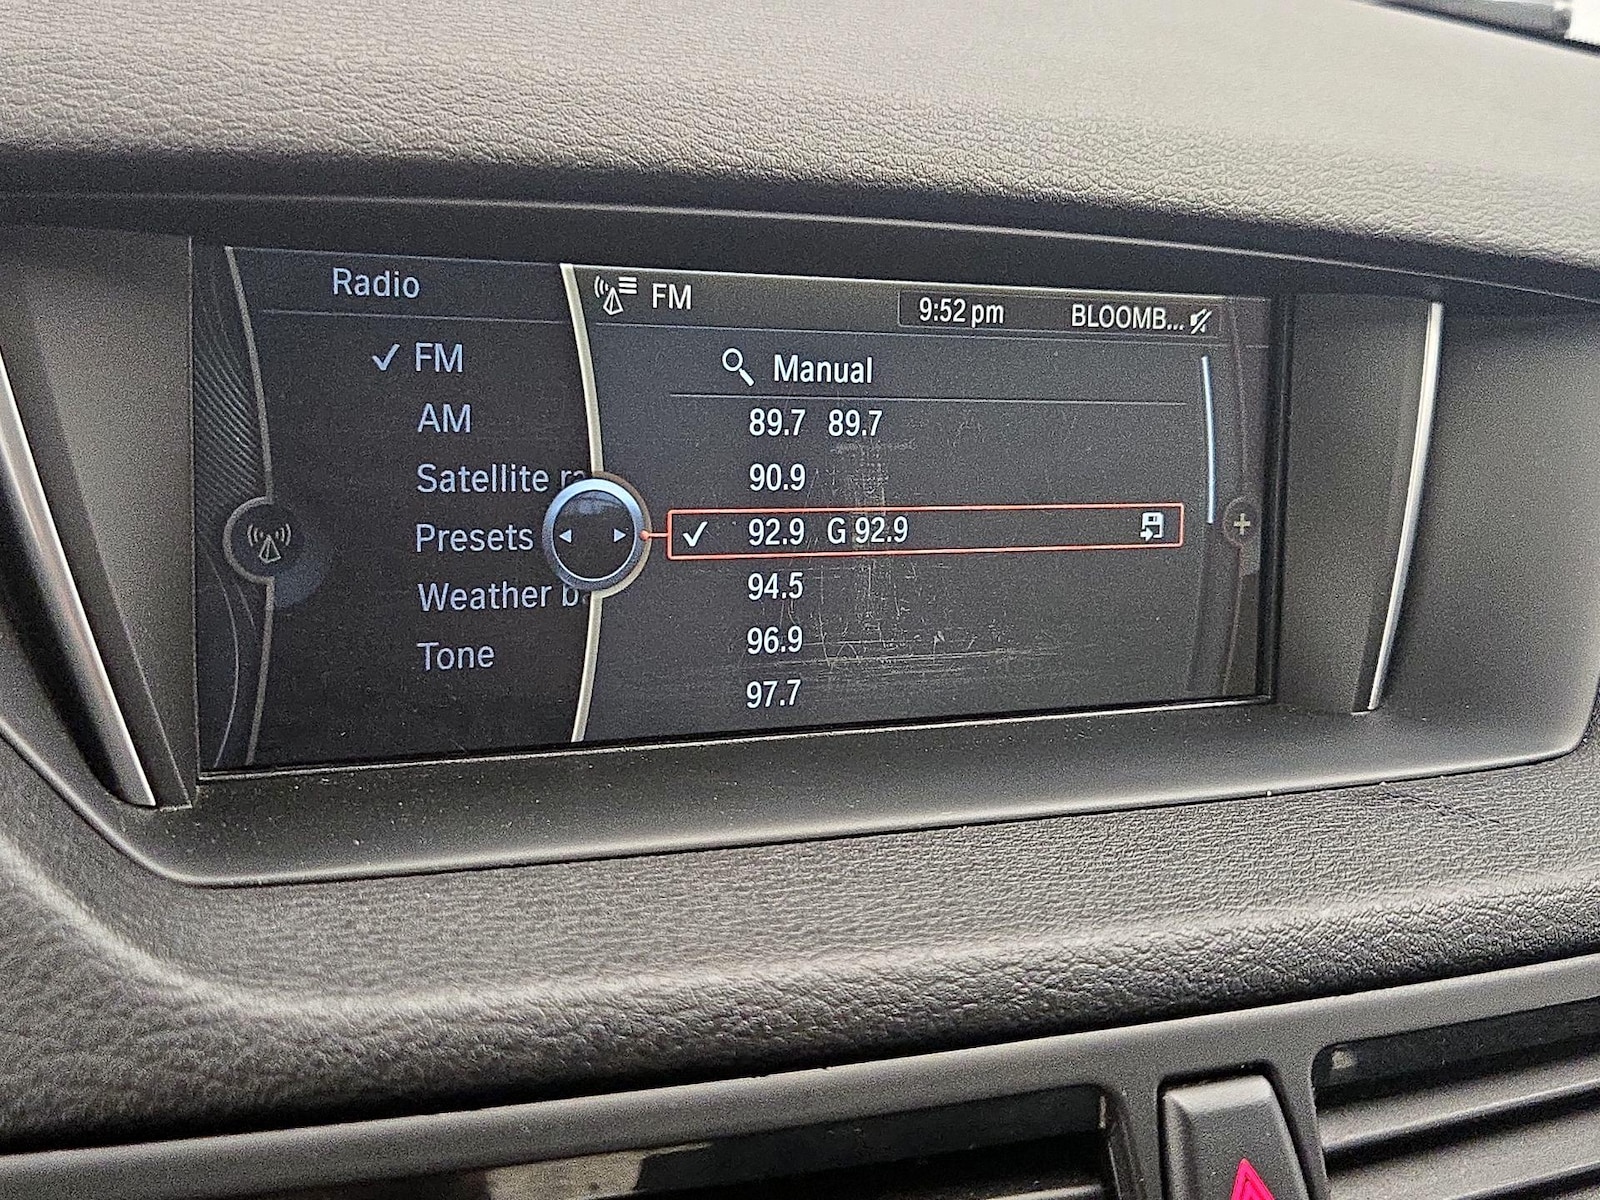 Radio
FM
AM
Satellite
Presets
Weather
Tone
FM
9:52 pm
BLOOMB...
Manual
89.7 89.7
90.9
92.9 G 92.9
94.5
96.9
97.7